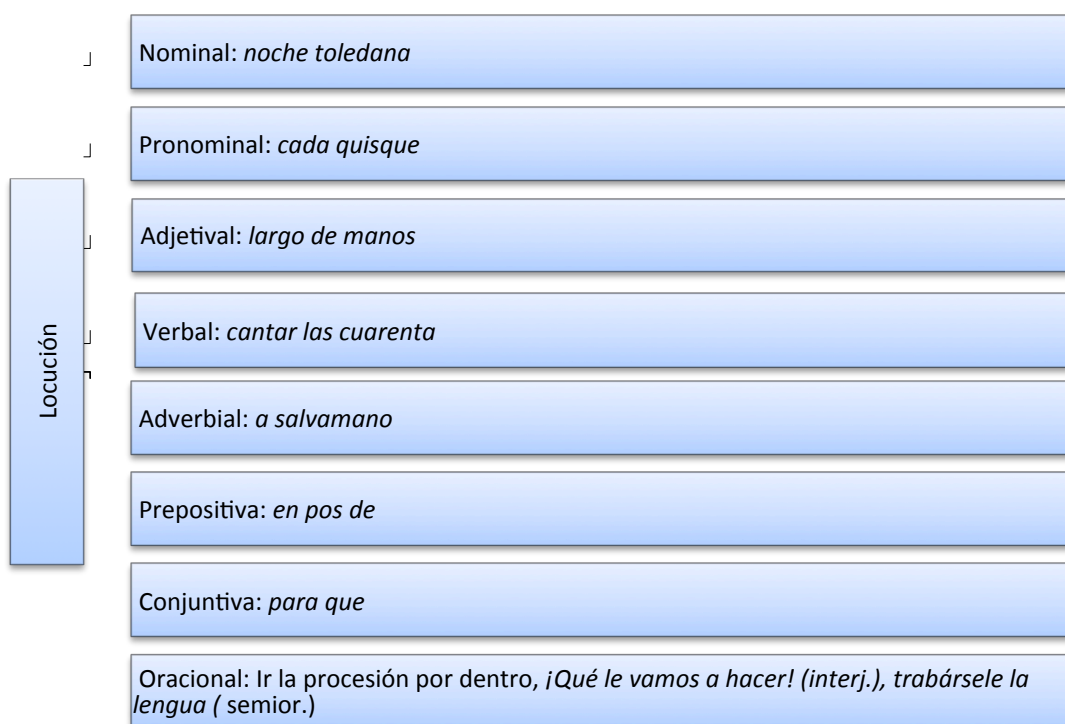 Nominal: noche toledana
Pronominal: cada quisque
Adjetival: largo de manos
Locución
Verbal: cantar las cuarenta
Adverbial: a salvamano
Prepositiva: en pos de
Conjuntiva: para que
Oracional: Ir la procesión por dentro, ¡Qué le vamos a hacer! (interj.), trabársele la
lengua ( semior.)